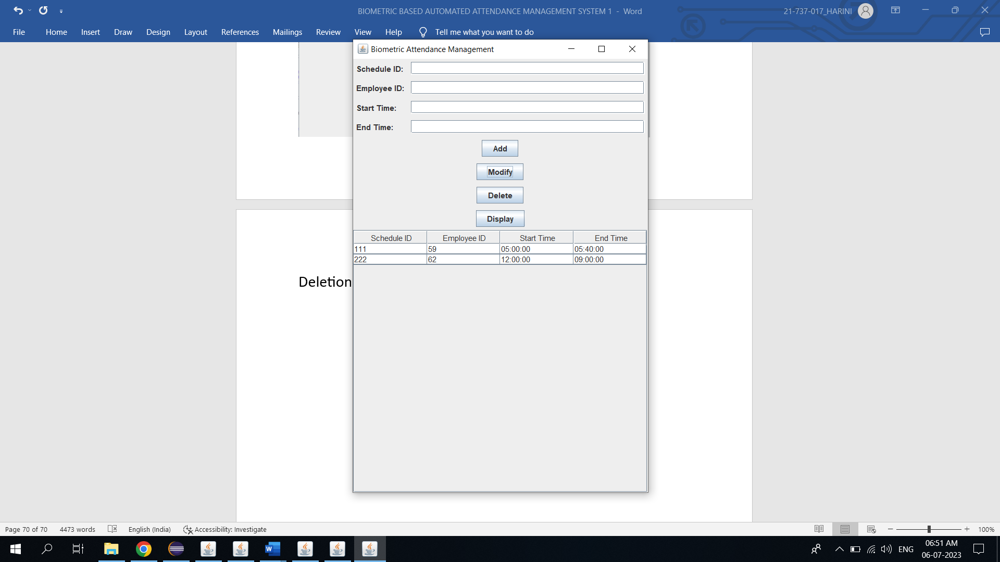 BIOMETRIC BASED AUTOMATED ATTENDANCE MANAGEMENT SYSTEM 1 - Word
21-737-017_HARINI
File Home Insert Draw Design Layout References Mailings Review View Help Tell me what you want to do
Biometric Attendance Management
Schedule ID:
Employee ID:
Start Time:
End Time:
Add
Modify
Delete
Display
Schedule ID Employee ID Start Time End Time
111 59 05:00:00 05:40:00
222 62 12:00:00 09:00:00
Deletion
Page 70 of 70 4473 words English (India) Accessibility: Investigate 100%
W ENG 06:51 AM
06-07-2023